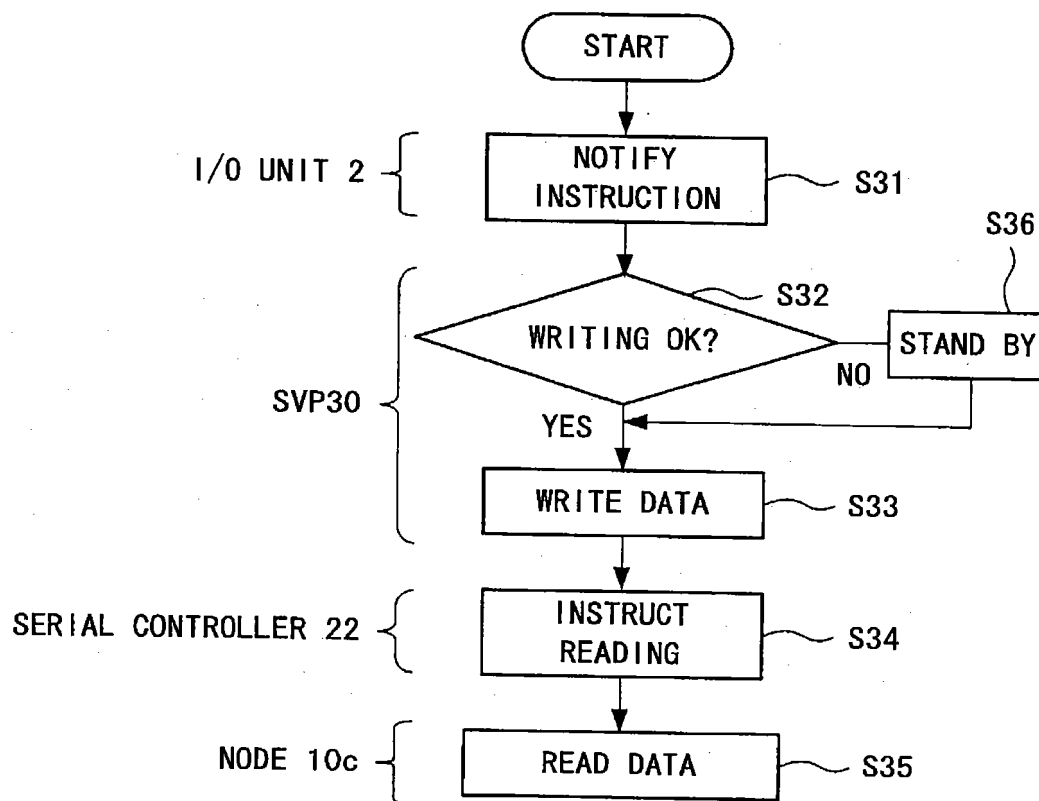 START
I/O UNIT 2
NOTIFY
INSTRUCTION
S31
S36
S32
WRITING OK?
STAND BY
NO
SVP30
YES
WRITE DATA
S33
SERIAL CONTROLLER 22
INSTRUCT
READING
S34
NODE 10c
READ DATA
S35